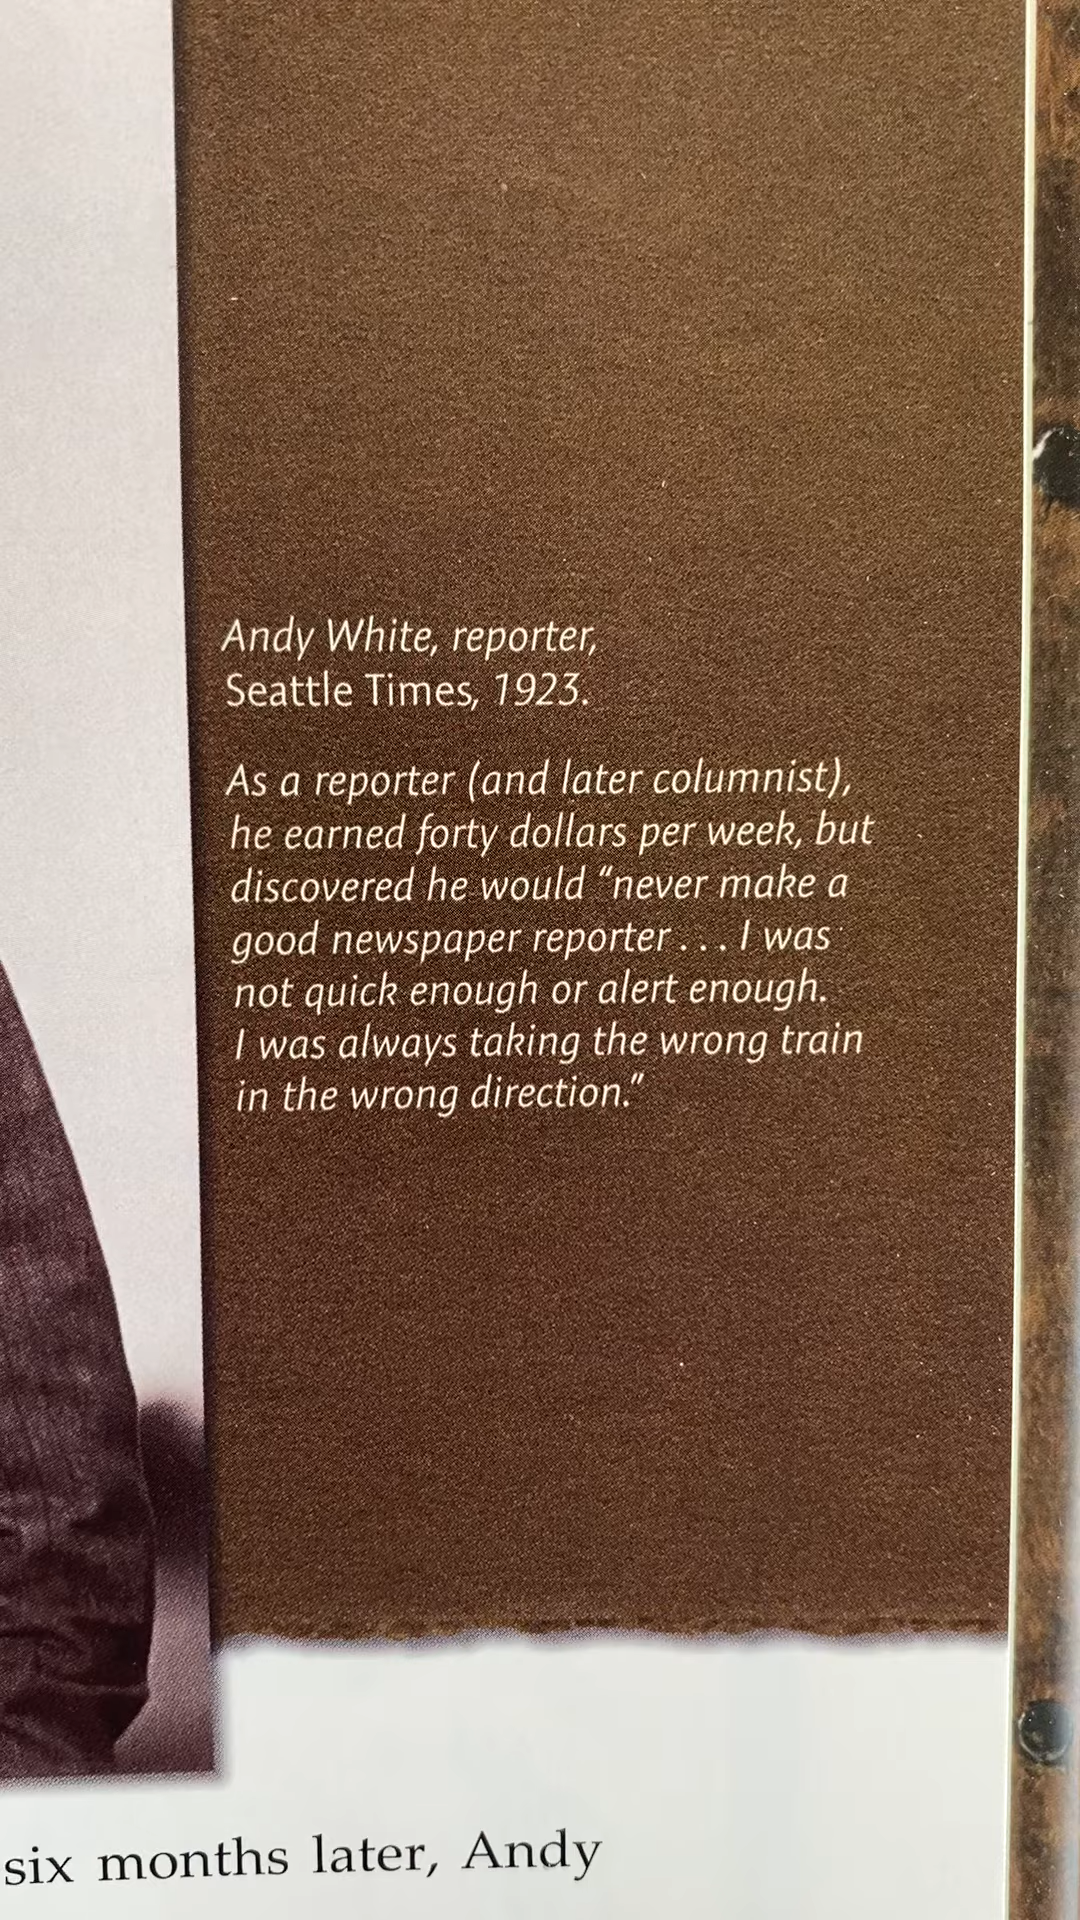 Andy White, reporter,
Seattle Times, 1923.
As a reporter (and later columnist),
he earned forty dollars per week, but
discovered he would “never make a
good newspaper reporter . . . I was
not quick enough or alert enough.
I was always taking the wrong train
in the wrong direction.”
six months later, Andy